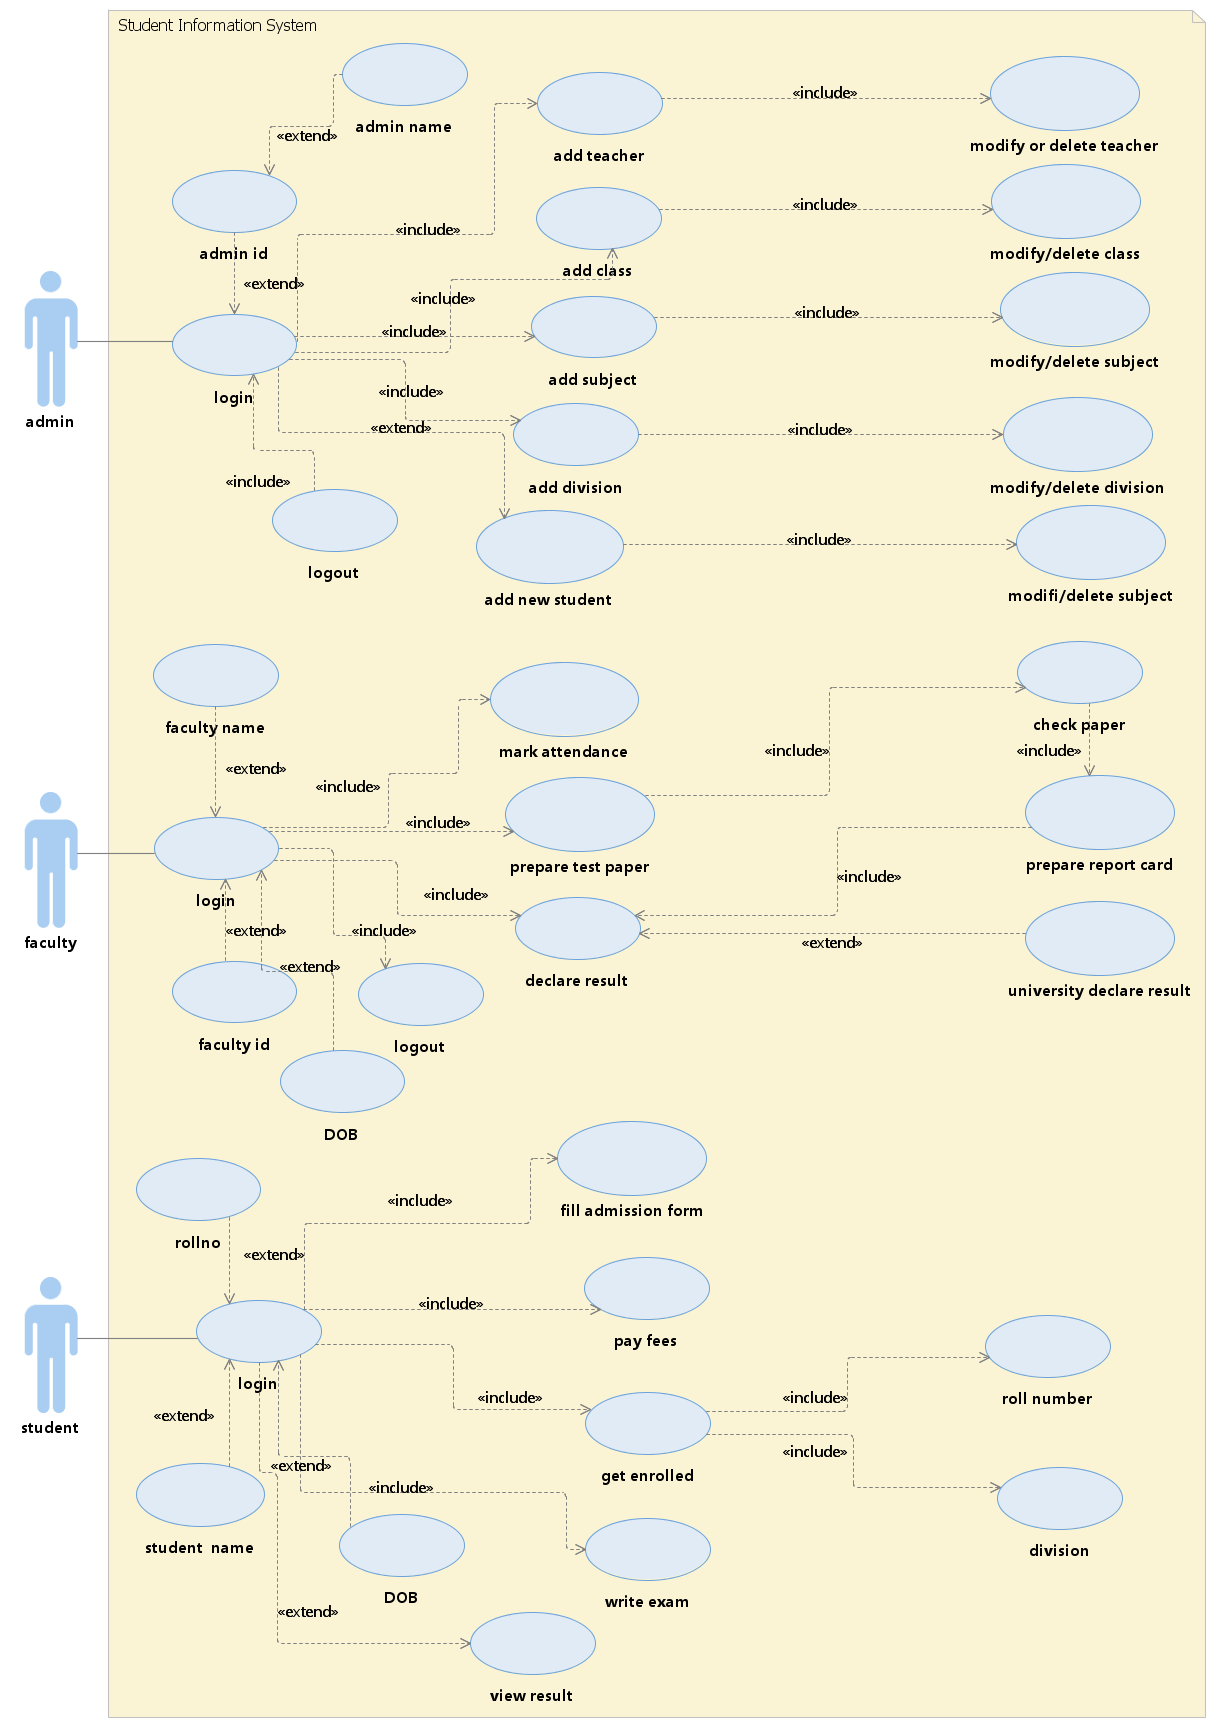 Student Information System
admin name
«include»
add teacher
modify or delete teacher
«extend»
«include»
admin id
«include»
add class
modify/delete class
«extend»
«include»
«include»
«include»
add subject
modify/delete subject
login
«include»
admin
«extend»
«include»
add division
modify/delete division
«include»
logout
«include»
add new student
modifi/delete subject
faculty name
mark attendance
check paper
«include»
«include»
«extend»
«include»
«include»
prepare test paper
prepare report card
«include»
login
«include»
«extend»
«include»
faculty
«extend»
«extend»
declare result
university declare result
faculty id
logout
DOB
«include»
fill admission form
rollno
«extend»
«include»
pay fees
login
«include»
«include»
roll number
student
«extend»
«include»
«extend»
get enrolled
«include»
student  name
division
DOB
write exam
«extend»
view result